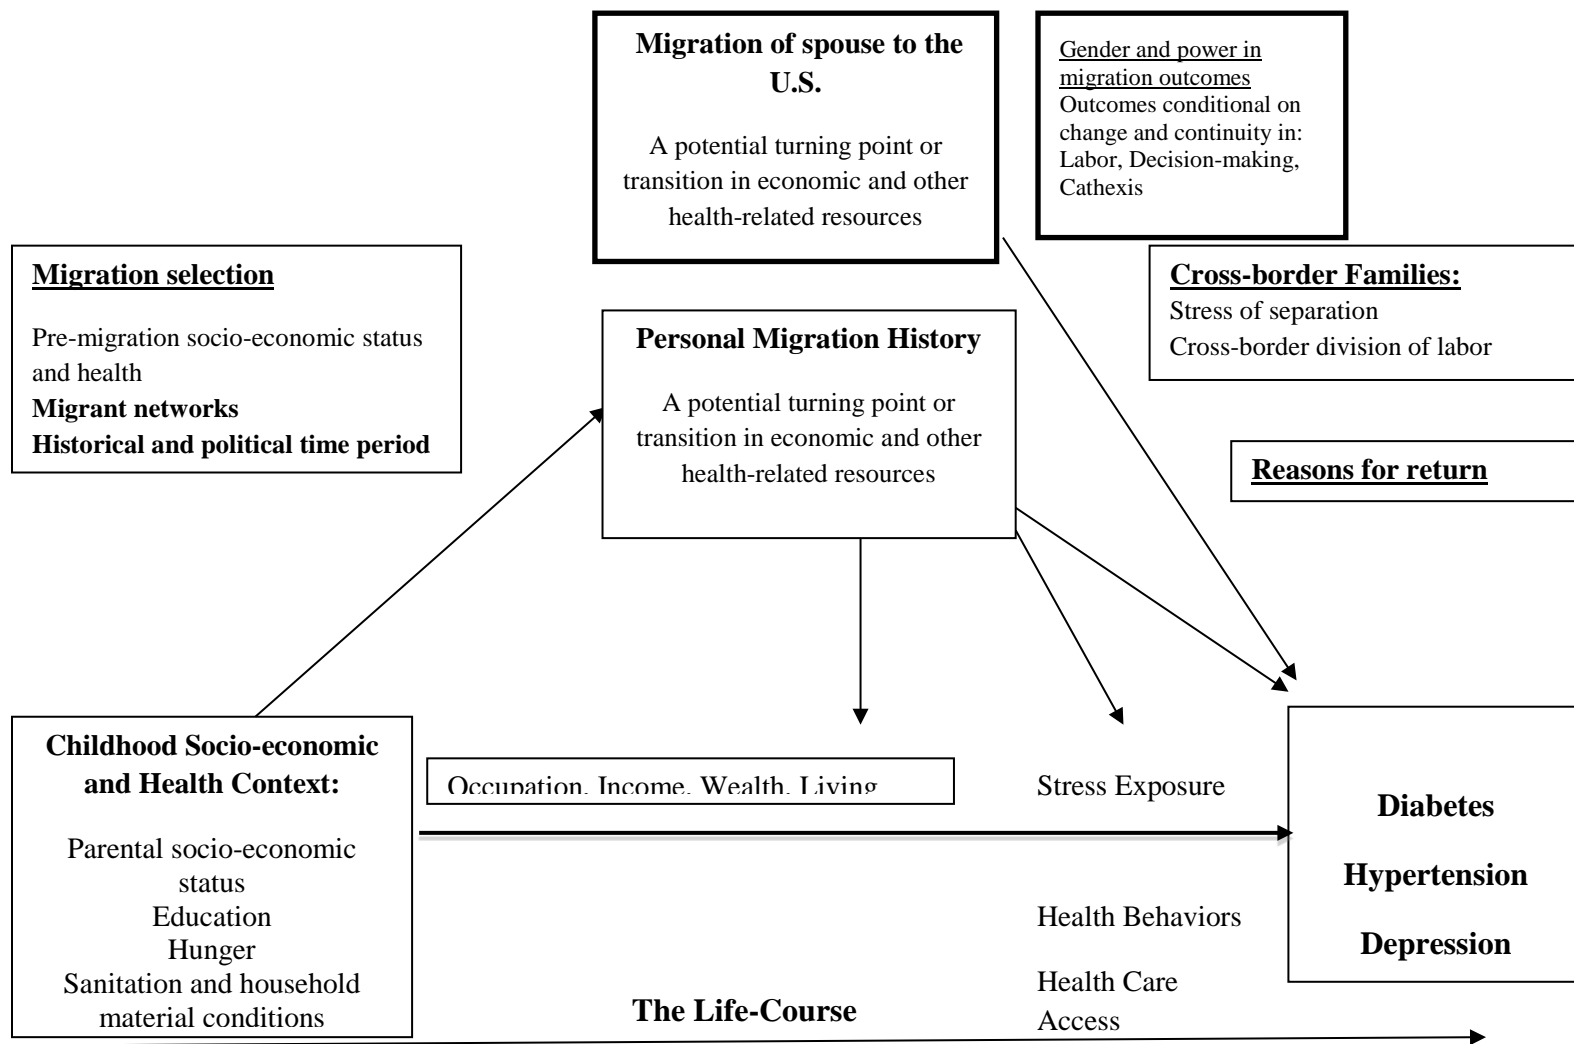 Migration of spouse to the
U.S.
A potential turning point or
transition in economic and other
health-related resources
Gender and power in
migration outcomes
Outcomes conditional on
change and continuity in:
Labor, Decision-making,
Cathexis
Migration selection
Pre-migration socio-economic status
and health
Migrant networks
Historical and political time period
Personal Migration History
A potential turning point or
transition in economic and other
health-related resources
Cross-border Families:
Stress of separation
Cross-border division of labor
Reasons for return
Childhood Socio-economic
and Health Context:
Parental socio-economic
status
Education
Hunger
Sanitation and household
material conditions
Occupation, Income, Wealth, Living
Stress Exposure
Health Behaviors
Health Care
Access
Diabetes
Hypertension
Depression
The Life-Course